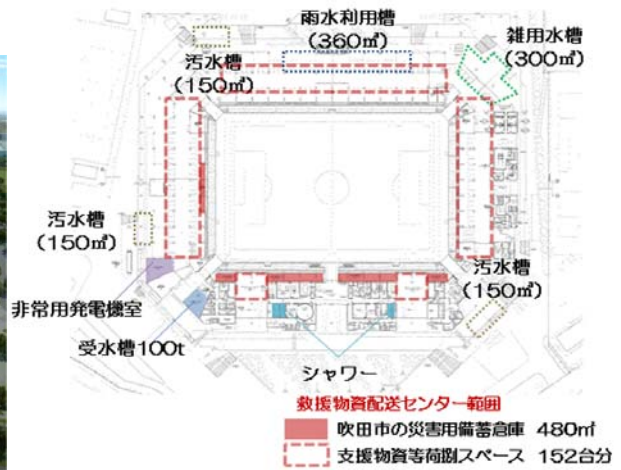 雨水利用槽
(360㎥)
雑用水槽
(300㎥)
汚水槽
(150㎥)
汚水槽
(150㎥)
汚水槽
(150㎥)
非常用発電機室
受水槽100t
シャワー
救援物資配送センター範囲
吹田市の災害用備蓄倉庫 480㎡
支援物資等荷捌スペース 152台分